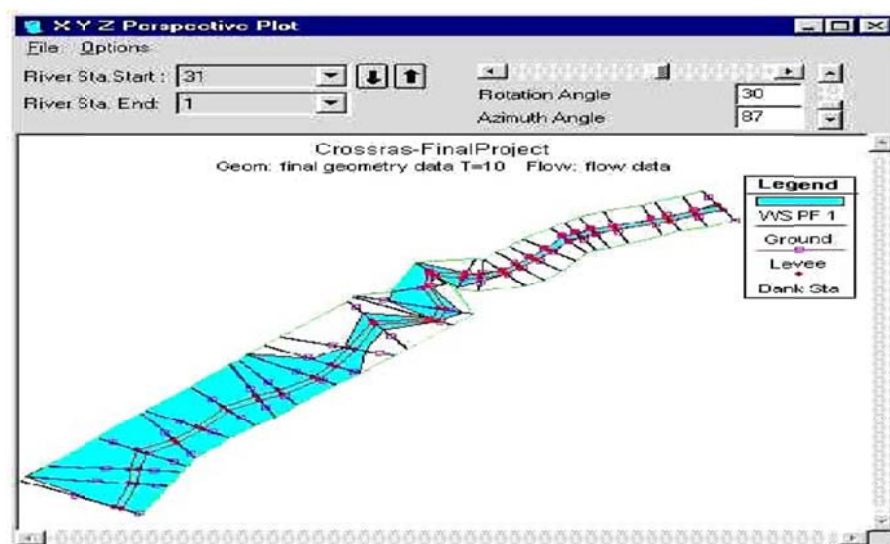 X Y Z Perspective Plot
File Options
River Sta.Start : 31
River Sta. End: 1
Rotation Angle 30
Azimuth Angle 87
Crossras-FinalProject
Geom: final geometry data T=10 Flow: flow data
Legend
WS PF 1
Ground
Levee
Bank Sta